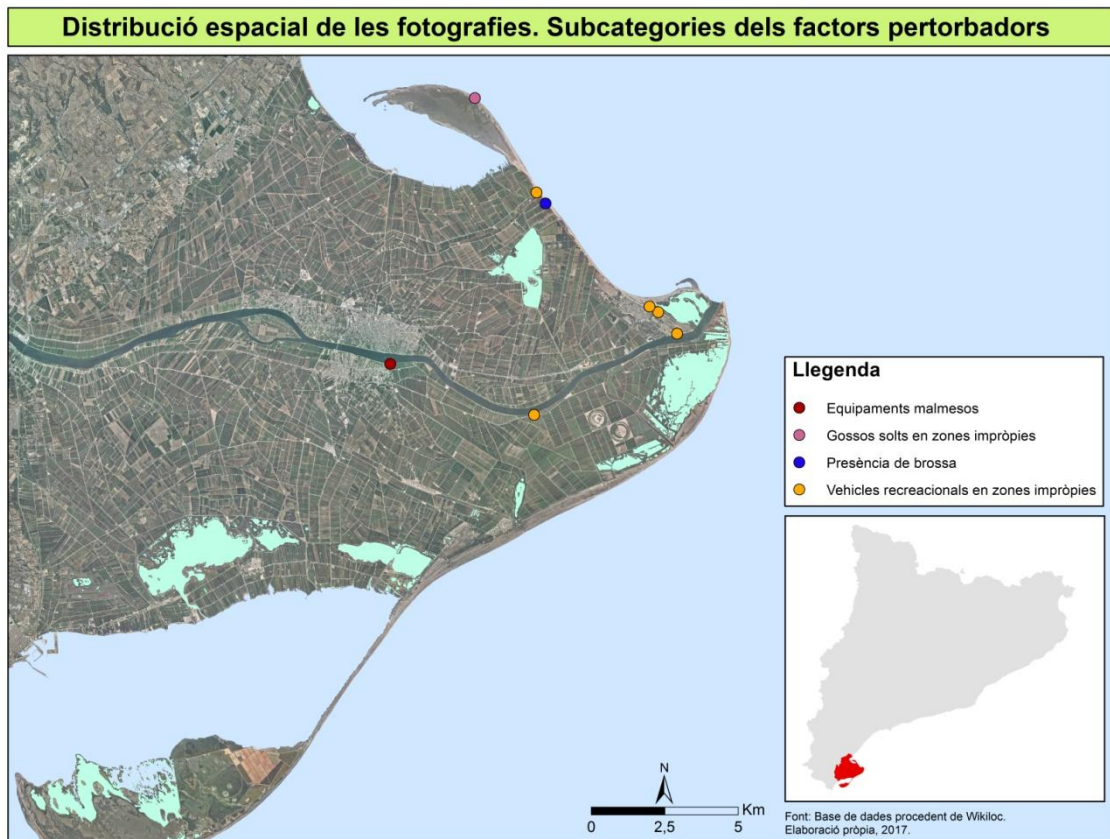 Distribució espacial de les fotografies. Subcategories dels factors pertorbadors
Llegenda
Equipaments malmesos
Gossos solts en zones impròpies
Presència de brossa
Vehicles recreacionals en zones impròpies
N
Km
0 2,5 5
Font: Base de dades procedent de Wikiloc.
Elaboració pròpia, 2017.